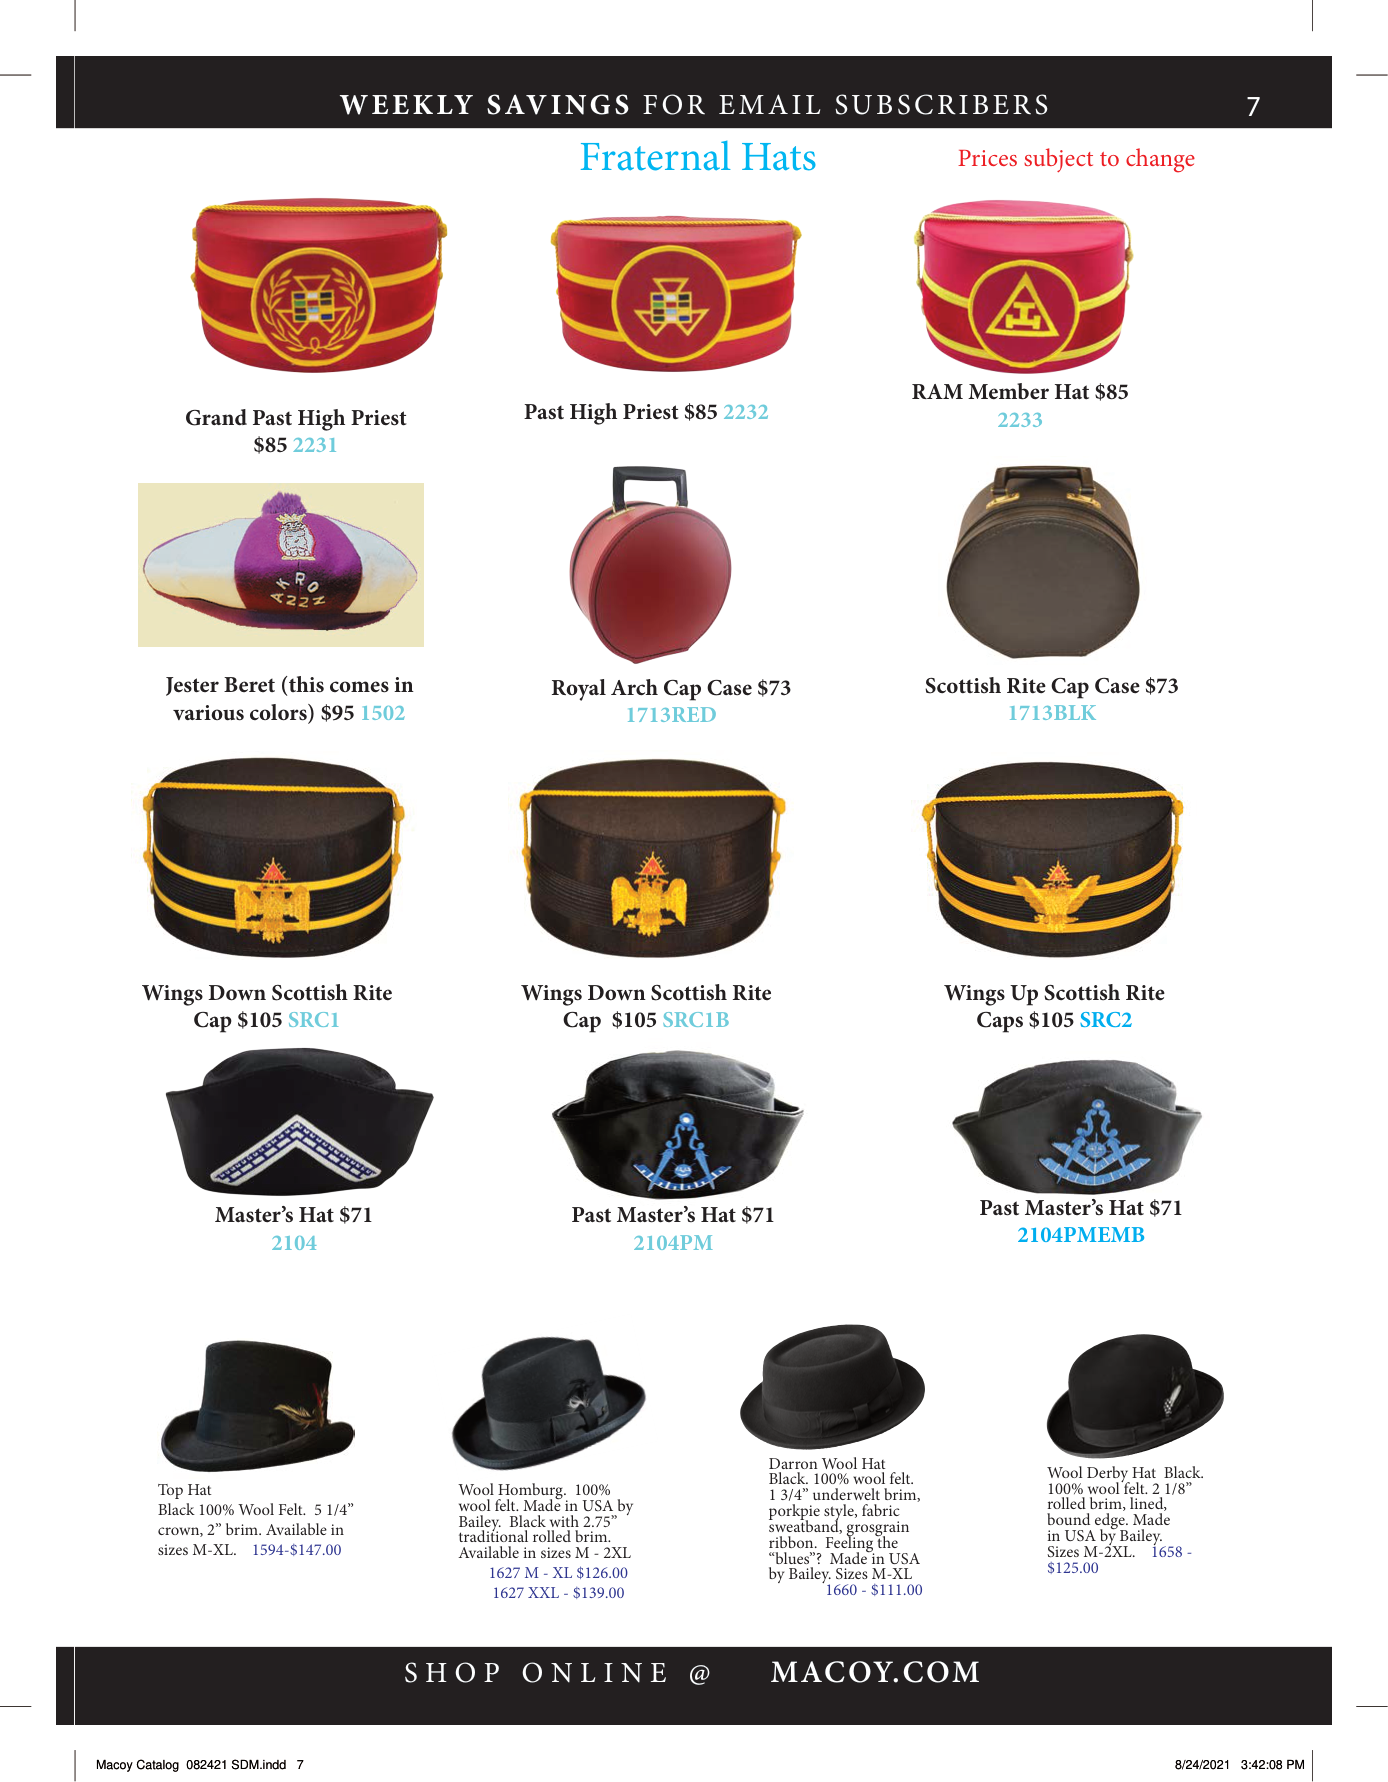 WEEKLY SAVINGS FOR EMAIL SUBSCRIBERS 7
Fraternal Hats
Prices subject to change
Grand Past High Priest
$85 2231
Past High Priest $85 2232
RAM Member Hat $85
2233
AKRON
Jester Beret (this comes in
various colors) $95 1502
Royal Arch Cap Case $73
1713RED
Scottish Rite Cap Case $73
1713BLK
Wings Down Scottish Rite
Cap $105 SRC1
Wings Down Scottish Rite
Cap $105 SRC1B
Wings Up Scottish Rite
Caps $105 SRC2
Master’s Hat $71
2104
Past Master’s Hat $71
2104PM
Past Master’s Hat $71
2104PMEMB
Top Hat
Black 100% Wool Felt. 5 1/4”
crown, 2” brim. Available in
sizes M-XL. 1594-$147.00
Wool Homburg. 100%
wool felt. Made in USA by
Bailey. Black with 2.75”
traditional rolled brim.
Available in sizes M - 2XL
1627 M - XL $126.00
1627 XXL - $139.00
Darron Wool Hat
Black. 100% wool felt.
1 3/4” underwelt brim,
porkpie style, fabric
sweatband, grosgrain
ribbon. Feeling the
“blues”? Made in USA
by Bailey. Sizes M-XL
1660 - $111.00
Wool Derby Hat Black.
100% wool felt. 2 1/8”
rolled brim, lined,
bound edge. Made
in USA by Bailey.
Sizes M-2XL. 1658 -
$125.00
SHOP ONLINE @ MACOY.COM
Macoy Catalog 082421 SDM.indd 7
8/24/2021 3:42:08 PM